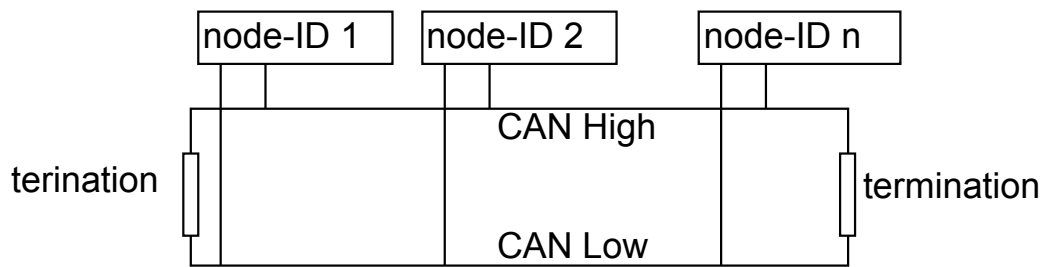 node-ID 1
node-ID 2
node-ID n
CAN High
terination
termination
CAN Low